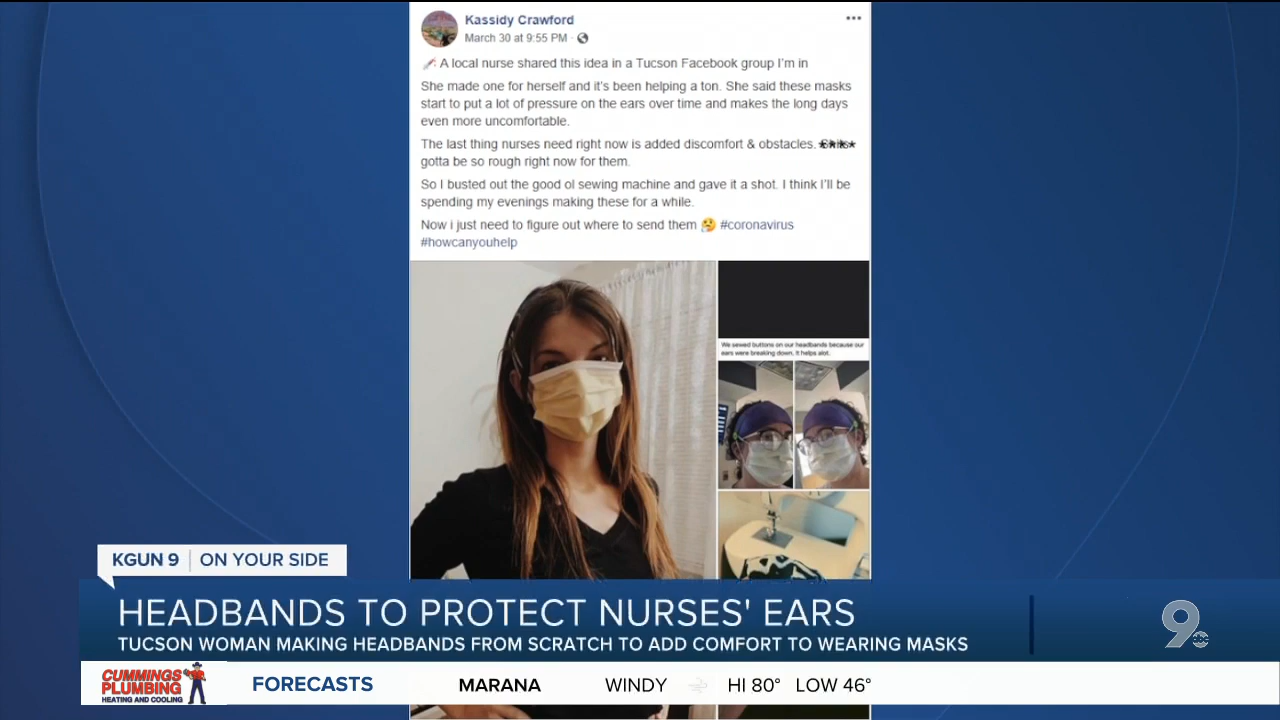 Kassidy Crawford
March 30 at 9:55 PM ·
A local nurse shared this idea in a Tucson Facebook group I'm in
She made one for herself and it's been helping a ton. She said these masks
start to put a lot of pressure on the ears over time and makes the long days
even more uncomfortable.
The last thing nurses need right now is added discomfort & obstacles.
gotta be so rough right now for them.
So I busted out the good ol sewing machine and gave it a shot. I think I'll be
spending my evenings making these for a while.
Now i just need to figure out where to send them 🤔 #coronavirus
#howcanyouhelp
We sewed buttons on our headbands because our
ears were breaking down. It helps alot.
KGUN 9 | ON YOUR SIDE
HEADBANDS TO PROTECT NURSES' EARS
TUCSON WOMAN MAKING HEADBANDS FROM SCRATCH TO ADD COMFORT TO WEARING MASKS
9 abc
CUMMINGS
PLUMBING
HEATING AND COOLING
FORECASTS MARANA WINDY HI 80° LOW 46°